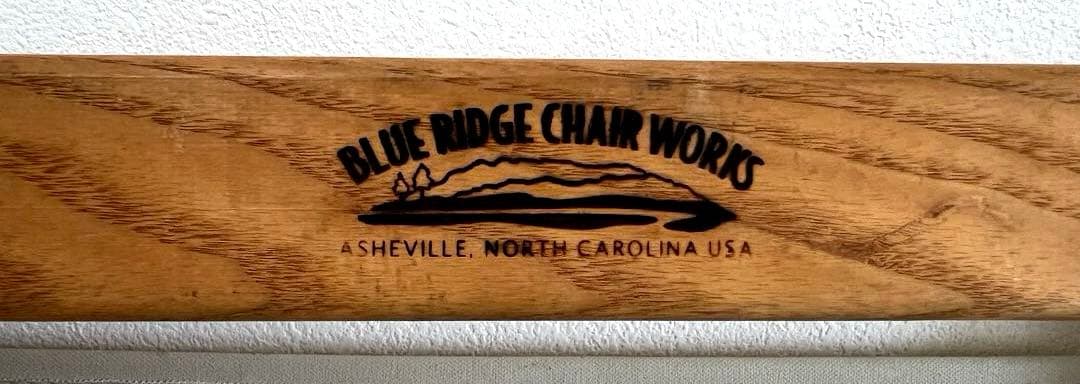 BLUE RIDGE CHAIR WORKS
ASHEVILLE, NORTH CAROLINA USA